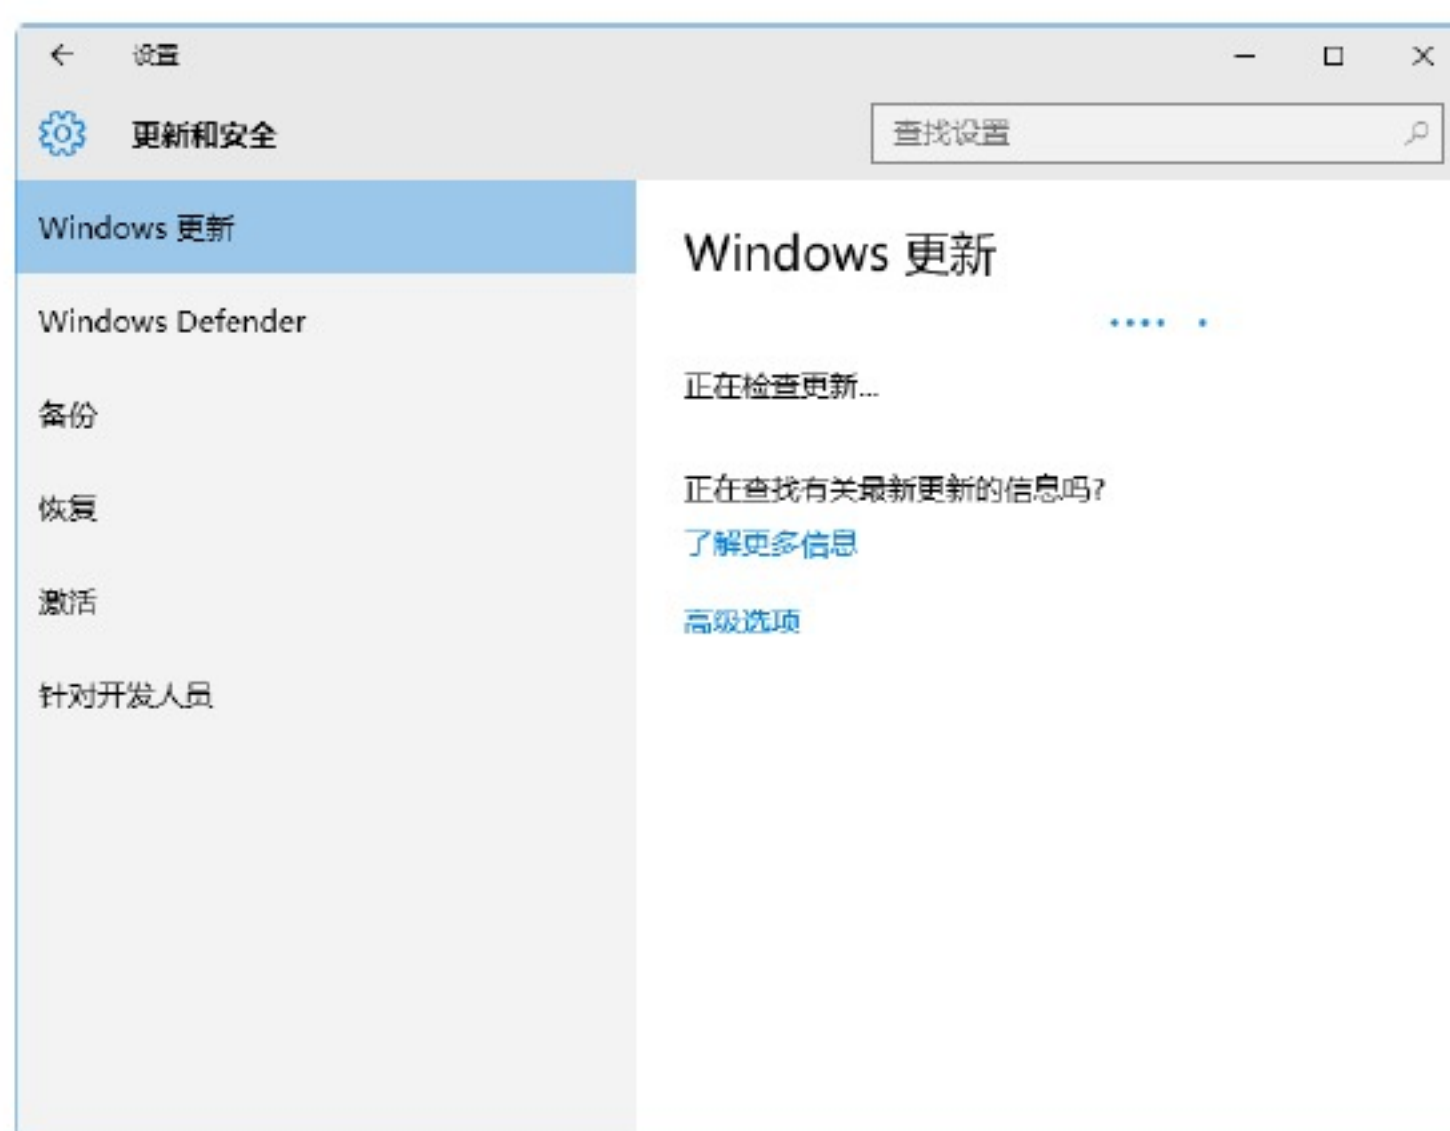 设置
更新和安全
查找设置
Windows 更新
Windows Defender
备份
恢复
激活
针对开发人员
Windows 更新
正在检查更新...
正在查找有关最新更新的信息吗?
了解更多信息
高级选项